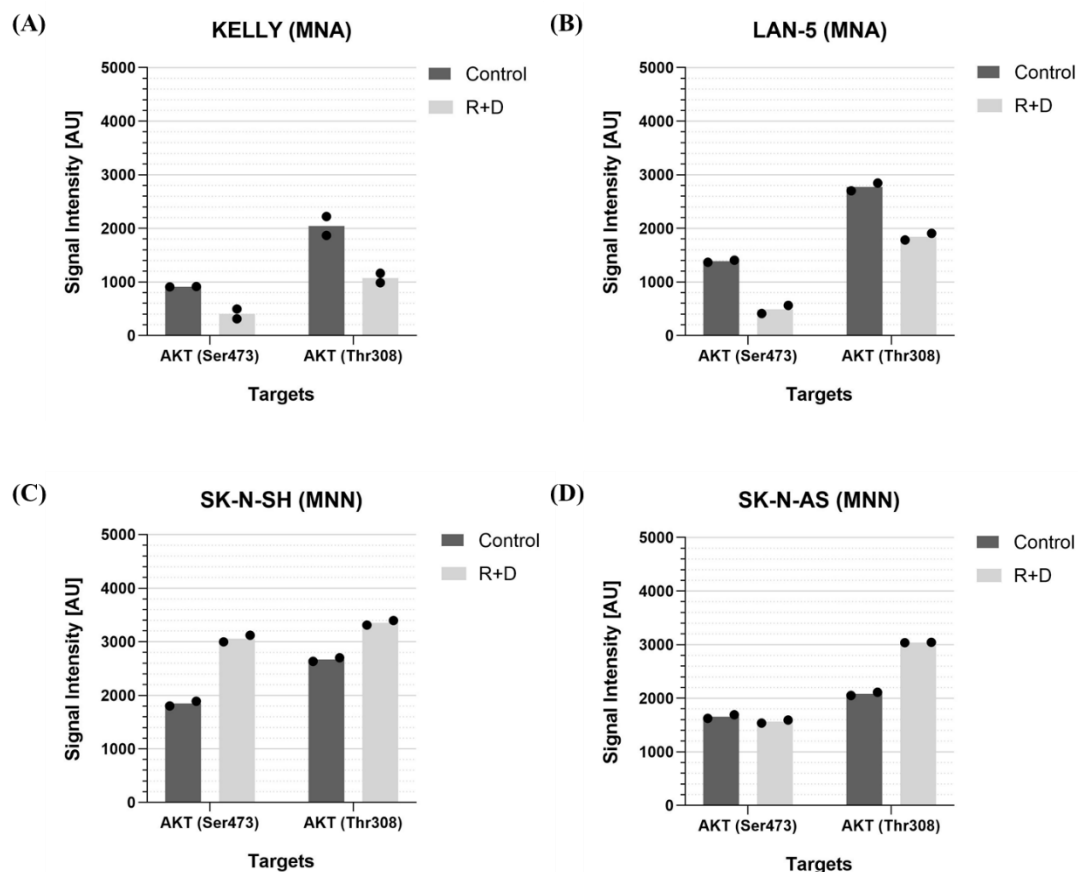 (A)
KELLY (MNA)
Signal Intensity [AU]
5000
4000
3000
2000
1000
0
AKT (Ser473)
AKT (Thr308)
Targets
Control
R+D
(B)
LAN-5 (MNA)
Signal Intensity [AU]
5000
4000
3000
2000
1000
0
AKT (Ser473)
AKT (Thr308)
Targets
Control
R+D
(C)
SK-N-SH (MNN)
Signal Intensity [AU]
5000
4000
3000
2000
1000
0
AKT (Ser473)
AKT (Thr308)
Targets
Control
R+D
(D)
SK-N-AS (MNN)
Signal Intensity [AU]
5000
4000
3000
2000
1000
0
AKT (Ser473)
AKT (Thr308)
Targets
Control
R+D